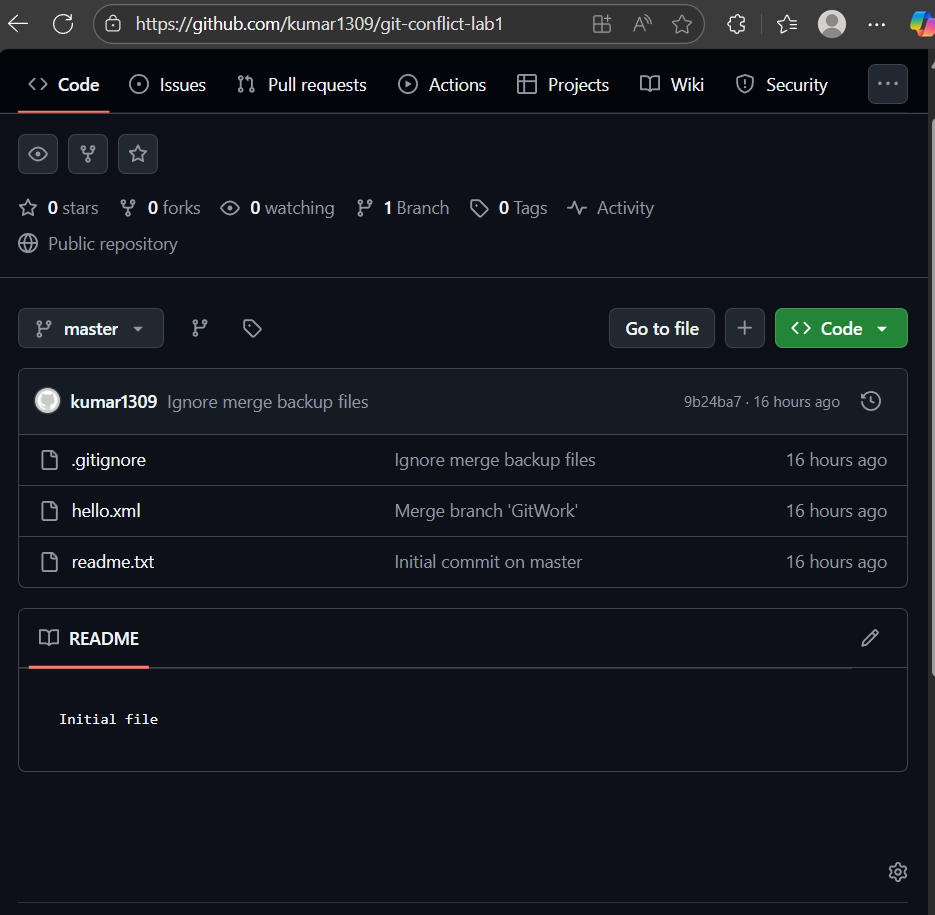 https://github.com/kumar1309/git-conflict-lab1
Code Issues Pull requests Actions Projects Wiki Security
0 stars 0 forks 0 watching 1 Branch 0 Tags Activity
Public repository
master Go to file Code
kumar1309 Ignore merge backup files 9b24ba7 · 16 hours ago
.gitignore Ignore merge backup files 16 hours ago
hello.xml Merge branch 'GitWork' 16 hours ago
readme.txt Initial commit on master 16 hours ago
README
Initial file